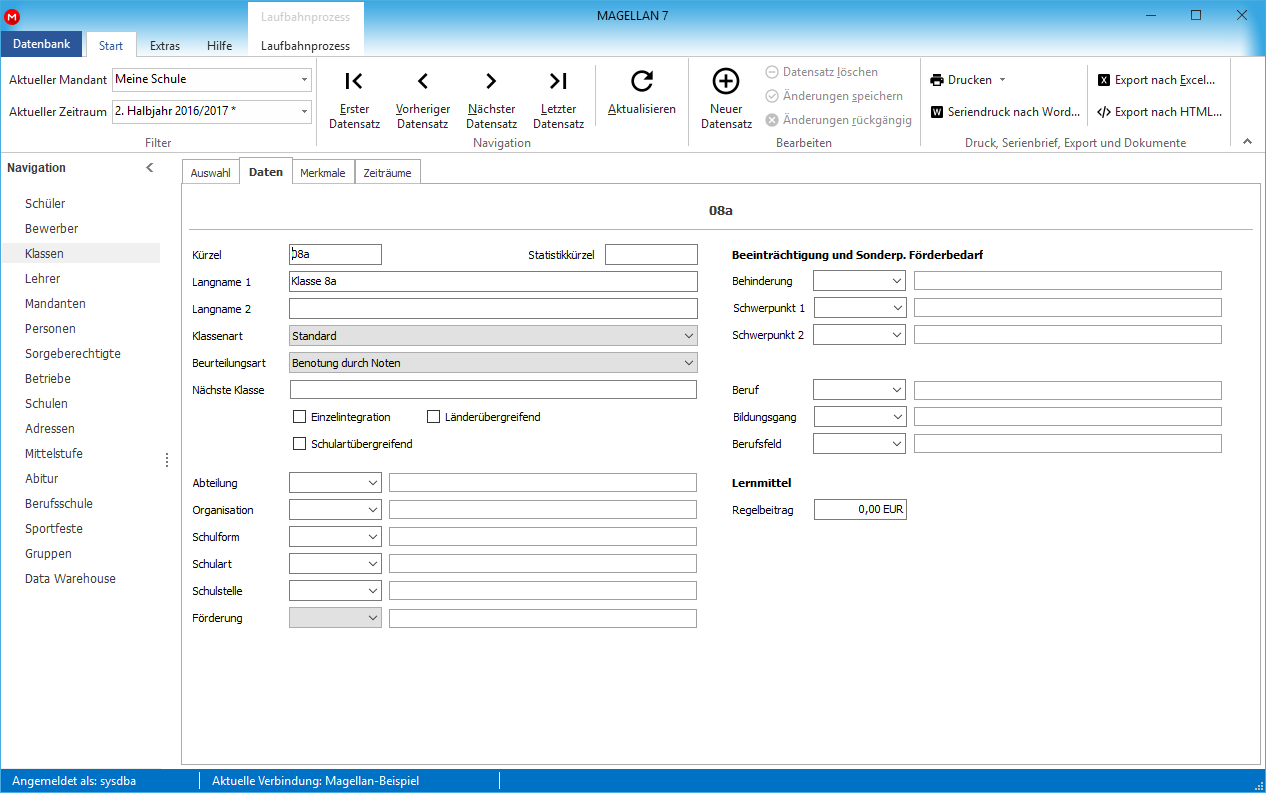 Laufbahnprozess
MAGELLAN 7
Datenbank
Start
Extras
Hilfe
Laufbahnprozess
Aktueller Mandant
Meine Schule
Aktueller Zeitraum
2. Halbjahr 2016/2017 *
Filter
Erster
Datensatz
Vorheriger
Datensatz
Nächster
Datensatz
Letzter
Datensatz
Aktualisieren
Navigation
Neuer
Datensatz
Datensatz löschen
Änderungen speichern
Änderungen rückgängig
Bearbeiten
Drucken
Seriendruck nach Word...
Export nach Excel...
Export nach HTML...
Druck, Serienbrief, Export und Dokumente
Navigation
Schüler
Bewerber
Klassen
Lehrer
Mandanten
Personen
Sorgeberechtigte
Betriebe
Schulen
Adressen
Mittelstufe
Abitur
Berufsschule
Sportfeste
Gruppen
Data Warehouse
Auswahl
Daten
Merkmale
Zeiträume
08a
Kürzel
08a
Statistikkürzel
Langname 1
Klasse 8a
Langname 2
Klassenart
Standard
Beurteilungsart
Benotung durch Noten
Nächste Klasse
Einzelintegration
Länderübergreifend
Schulartübergreifend
Abteilung
Organisation
Schulform
Schulart
Schulstelle
Förderung
Beeinträchtigung und Sonderp. Förderbedarf
Behinderung
Schwerpunkt 1
Schwerpunkt 2
Beruf
Bildungsgang
Berufsfeld
Lernmittel
Regelbeitrag
0,00 EUR
Angemeldet als: sysdba
Aktuelle Verbindung: Magellan-Beispiel